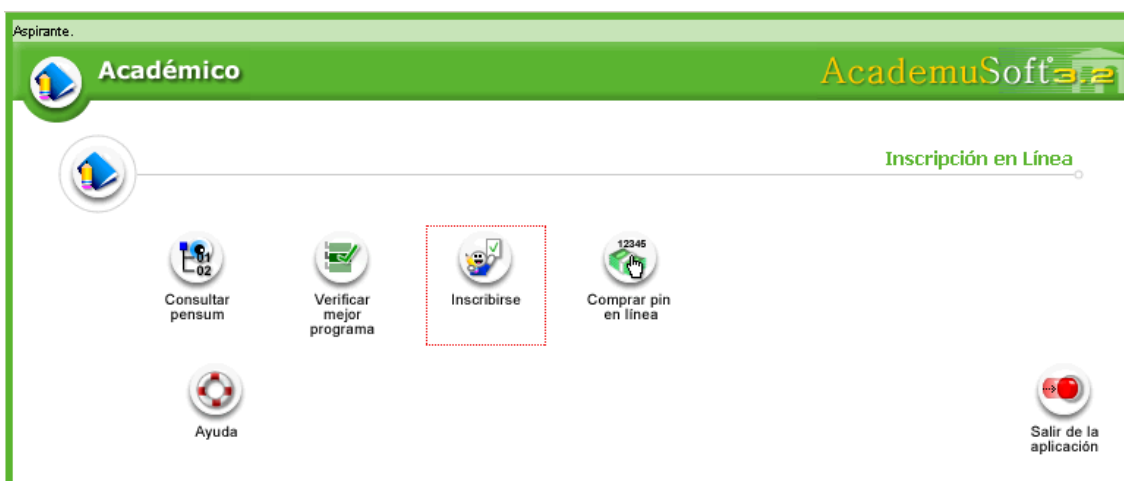 Aspirante.
Académico
AcademuSoft 3.2
Inscripción en Línea
01
02
12345
Consultar
pensum
Verificar
mejor
programa
Inscribirse
Comprar pin
en línea
Ayuda
Salir de la
aplicación